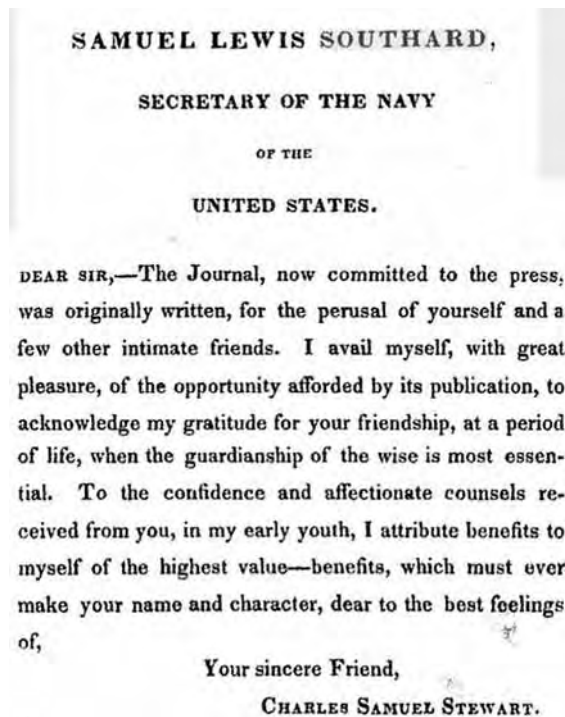 SAMUEL LEWIS SOUTHARD,
SECRETARY OF THE NAVY
OF THE
UNITED STATES.
DEAR SIR,—The Journal, now committed to the press,
was originally written, for the perusal of yourself and a
few other intimate friends. I avail myself, with great
pleasure, of the opportunity afforded by its publication, to
acknowledge my gratitude for your friendship, at a period
of life, when the guardianship of the wise is most essen-
tial. To the confidence and affectionate counsels re-
ceived from you, in my early youth, I attribute benefits to
myself of the highest value—benefits, which must ever
make your name and character, dear to the best feelings
of,
Your sincere Friend,
CHARLES SAMUEL STEWART.